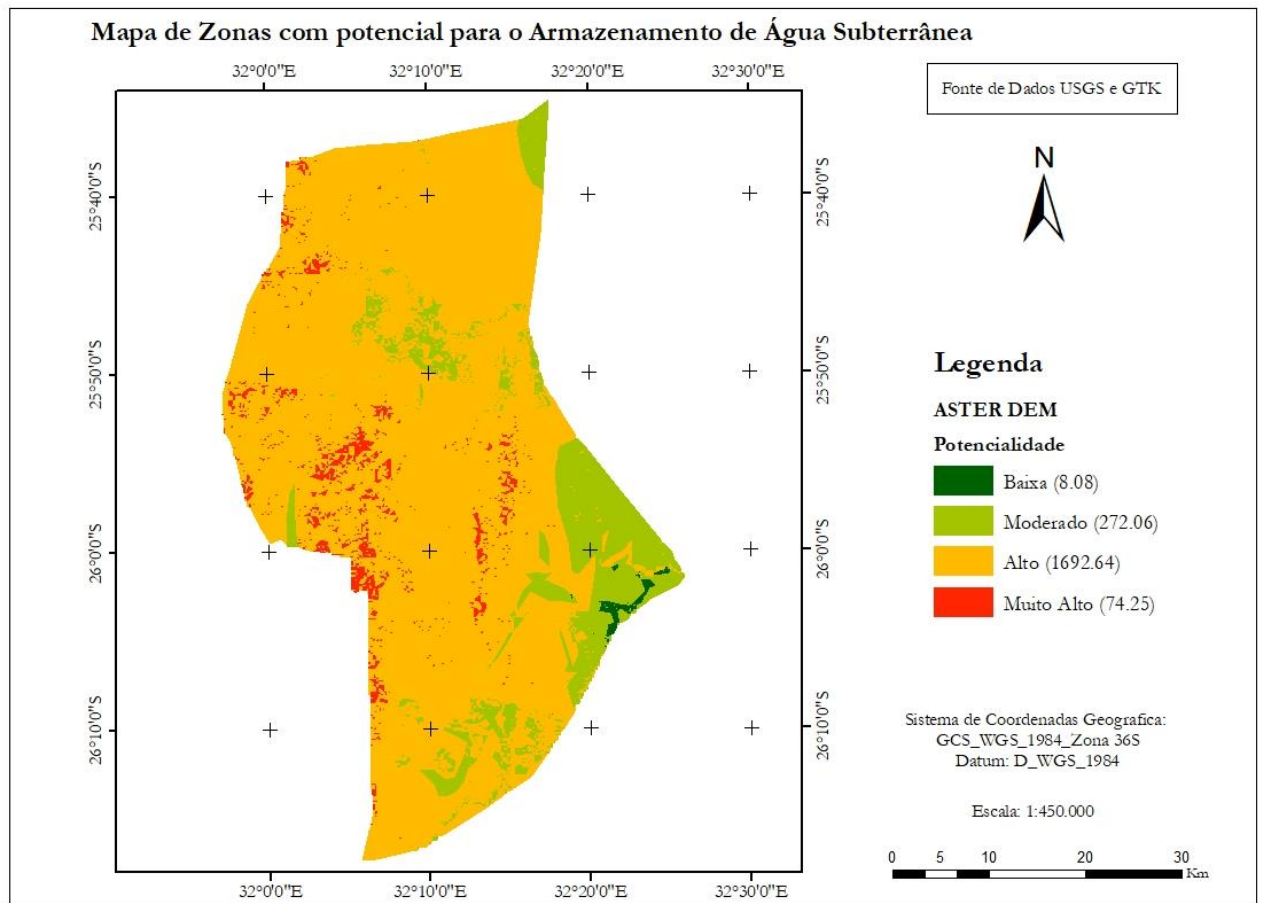 Mapa de Zonas com potencial para o Armazenamento de Água Subterrânea
32°0'0"E 32°10'0"E 32°20'0"E 32°30'0"E
Fonte de Dados USGS e GTK
N
25°40'0"S 25°40'0"S
25°50'0"S 25°50'0"S
26°0'0"S 26°0'0"S
26°10'0"S 26°10'0"S
Legenda
ASTER DEM
Potencialidade
Baixa (8.08)
Moderado (272.06)
Alto (1692.64)
Muito Alto (74.25)
Sistema de Coordenadas Geografica:
GCS_WGS_1984_Zona 36S
Datum: D_WGS_1984
Escala: 1:450.000
0 5 10 20 30
Km
32°0'0"E 32°10'0"E 32°20'0"E 32°30'0"E